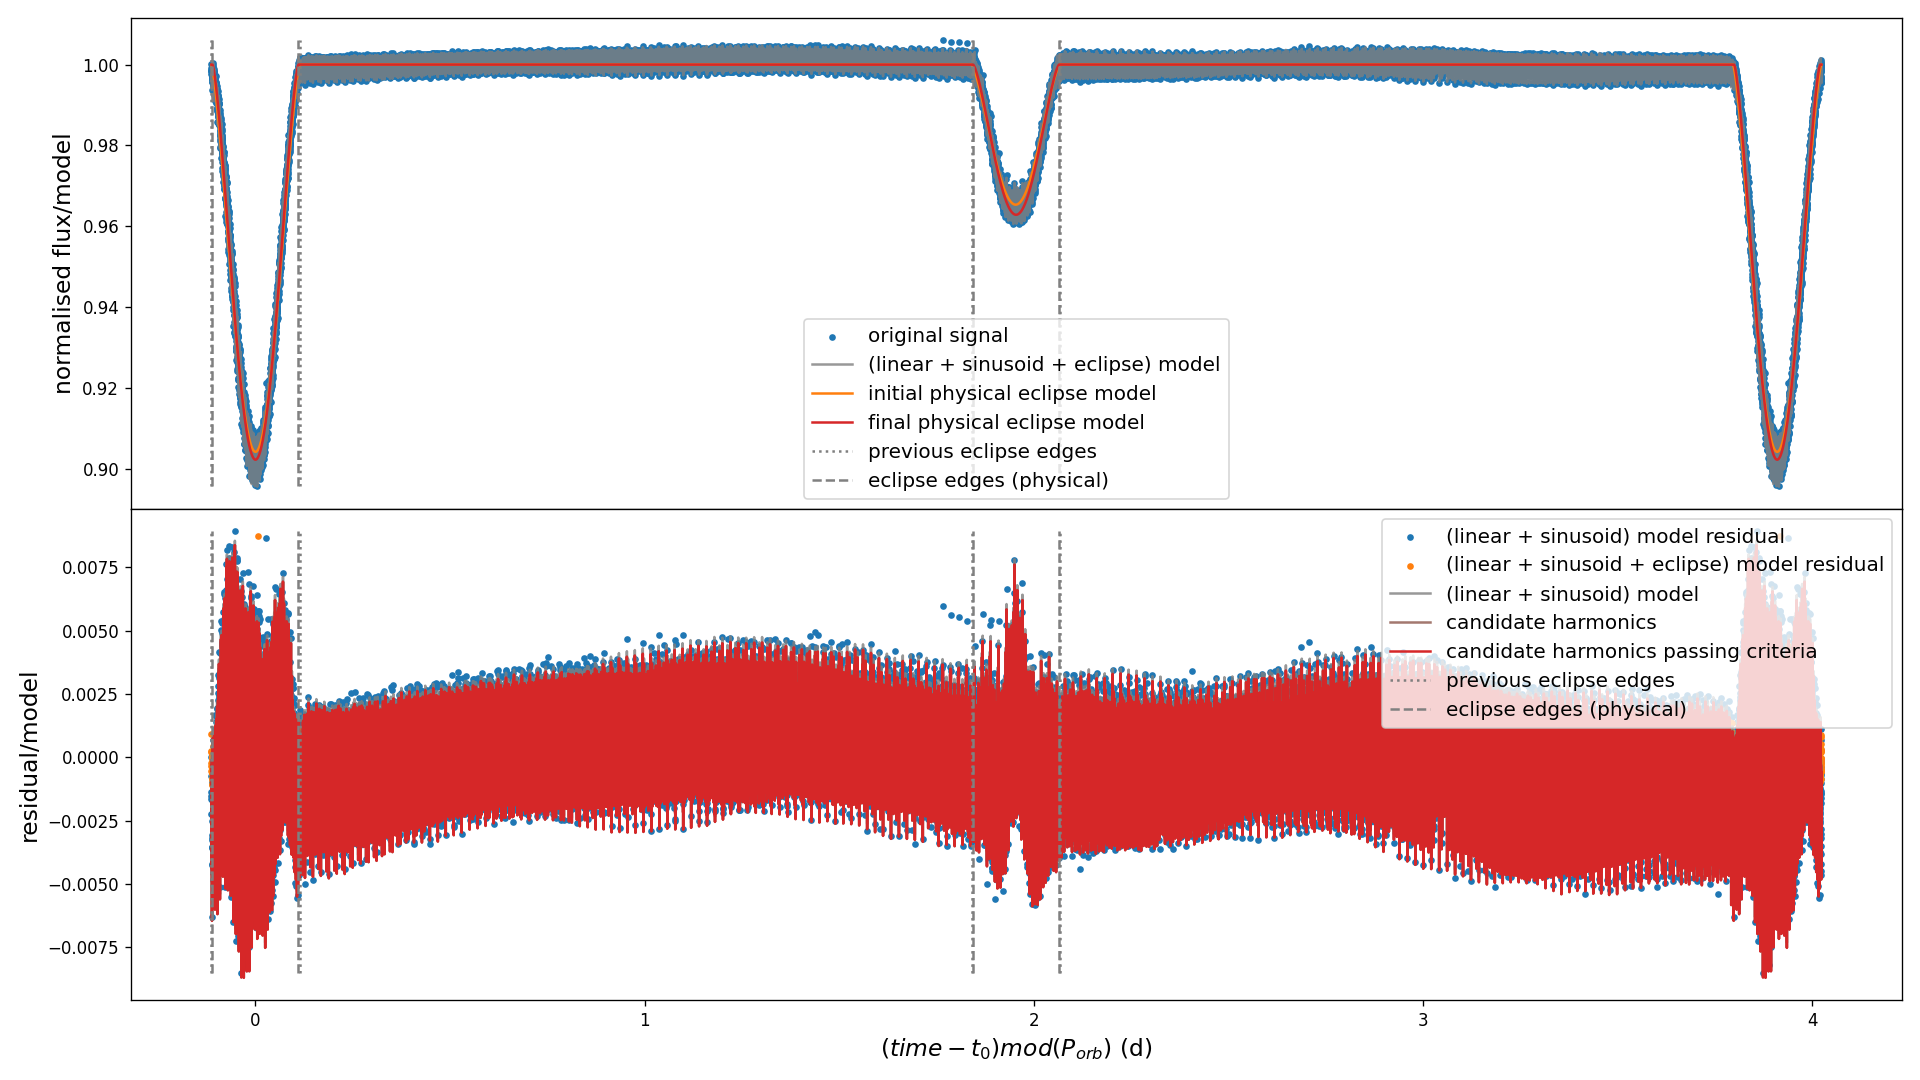 normalised flux/model
1.00
0.98
0.96
0.94
0.92
0.90
original signal
(linear + sinusoid + eclipse) model
initial physical eclipse model
final physical eclipse model
previous eclipse edges
eclipse edges (physical)
residual/model
0.0075
0.0050
0.0025
0.0000
−0.0025
−0.0050
−0.0075
(linear + sinusoid) model residual
(linear + sinusoid + eclipse) model residual
(linear + sinusoid) model
candidate harmonics
candidate harmonics passing criteria
previous eclipse edges
eclipse edges (physical)
0 1 2 3 4
(time − t₀)mod(P_orb) (d)